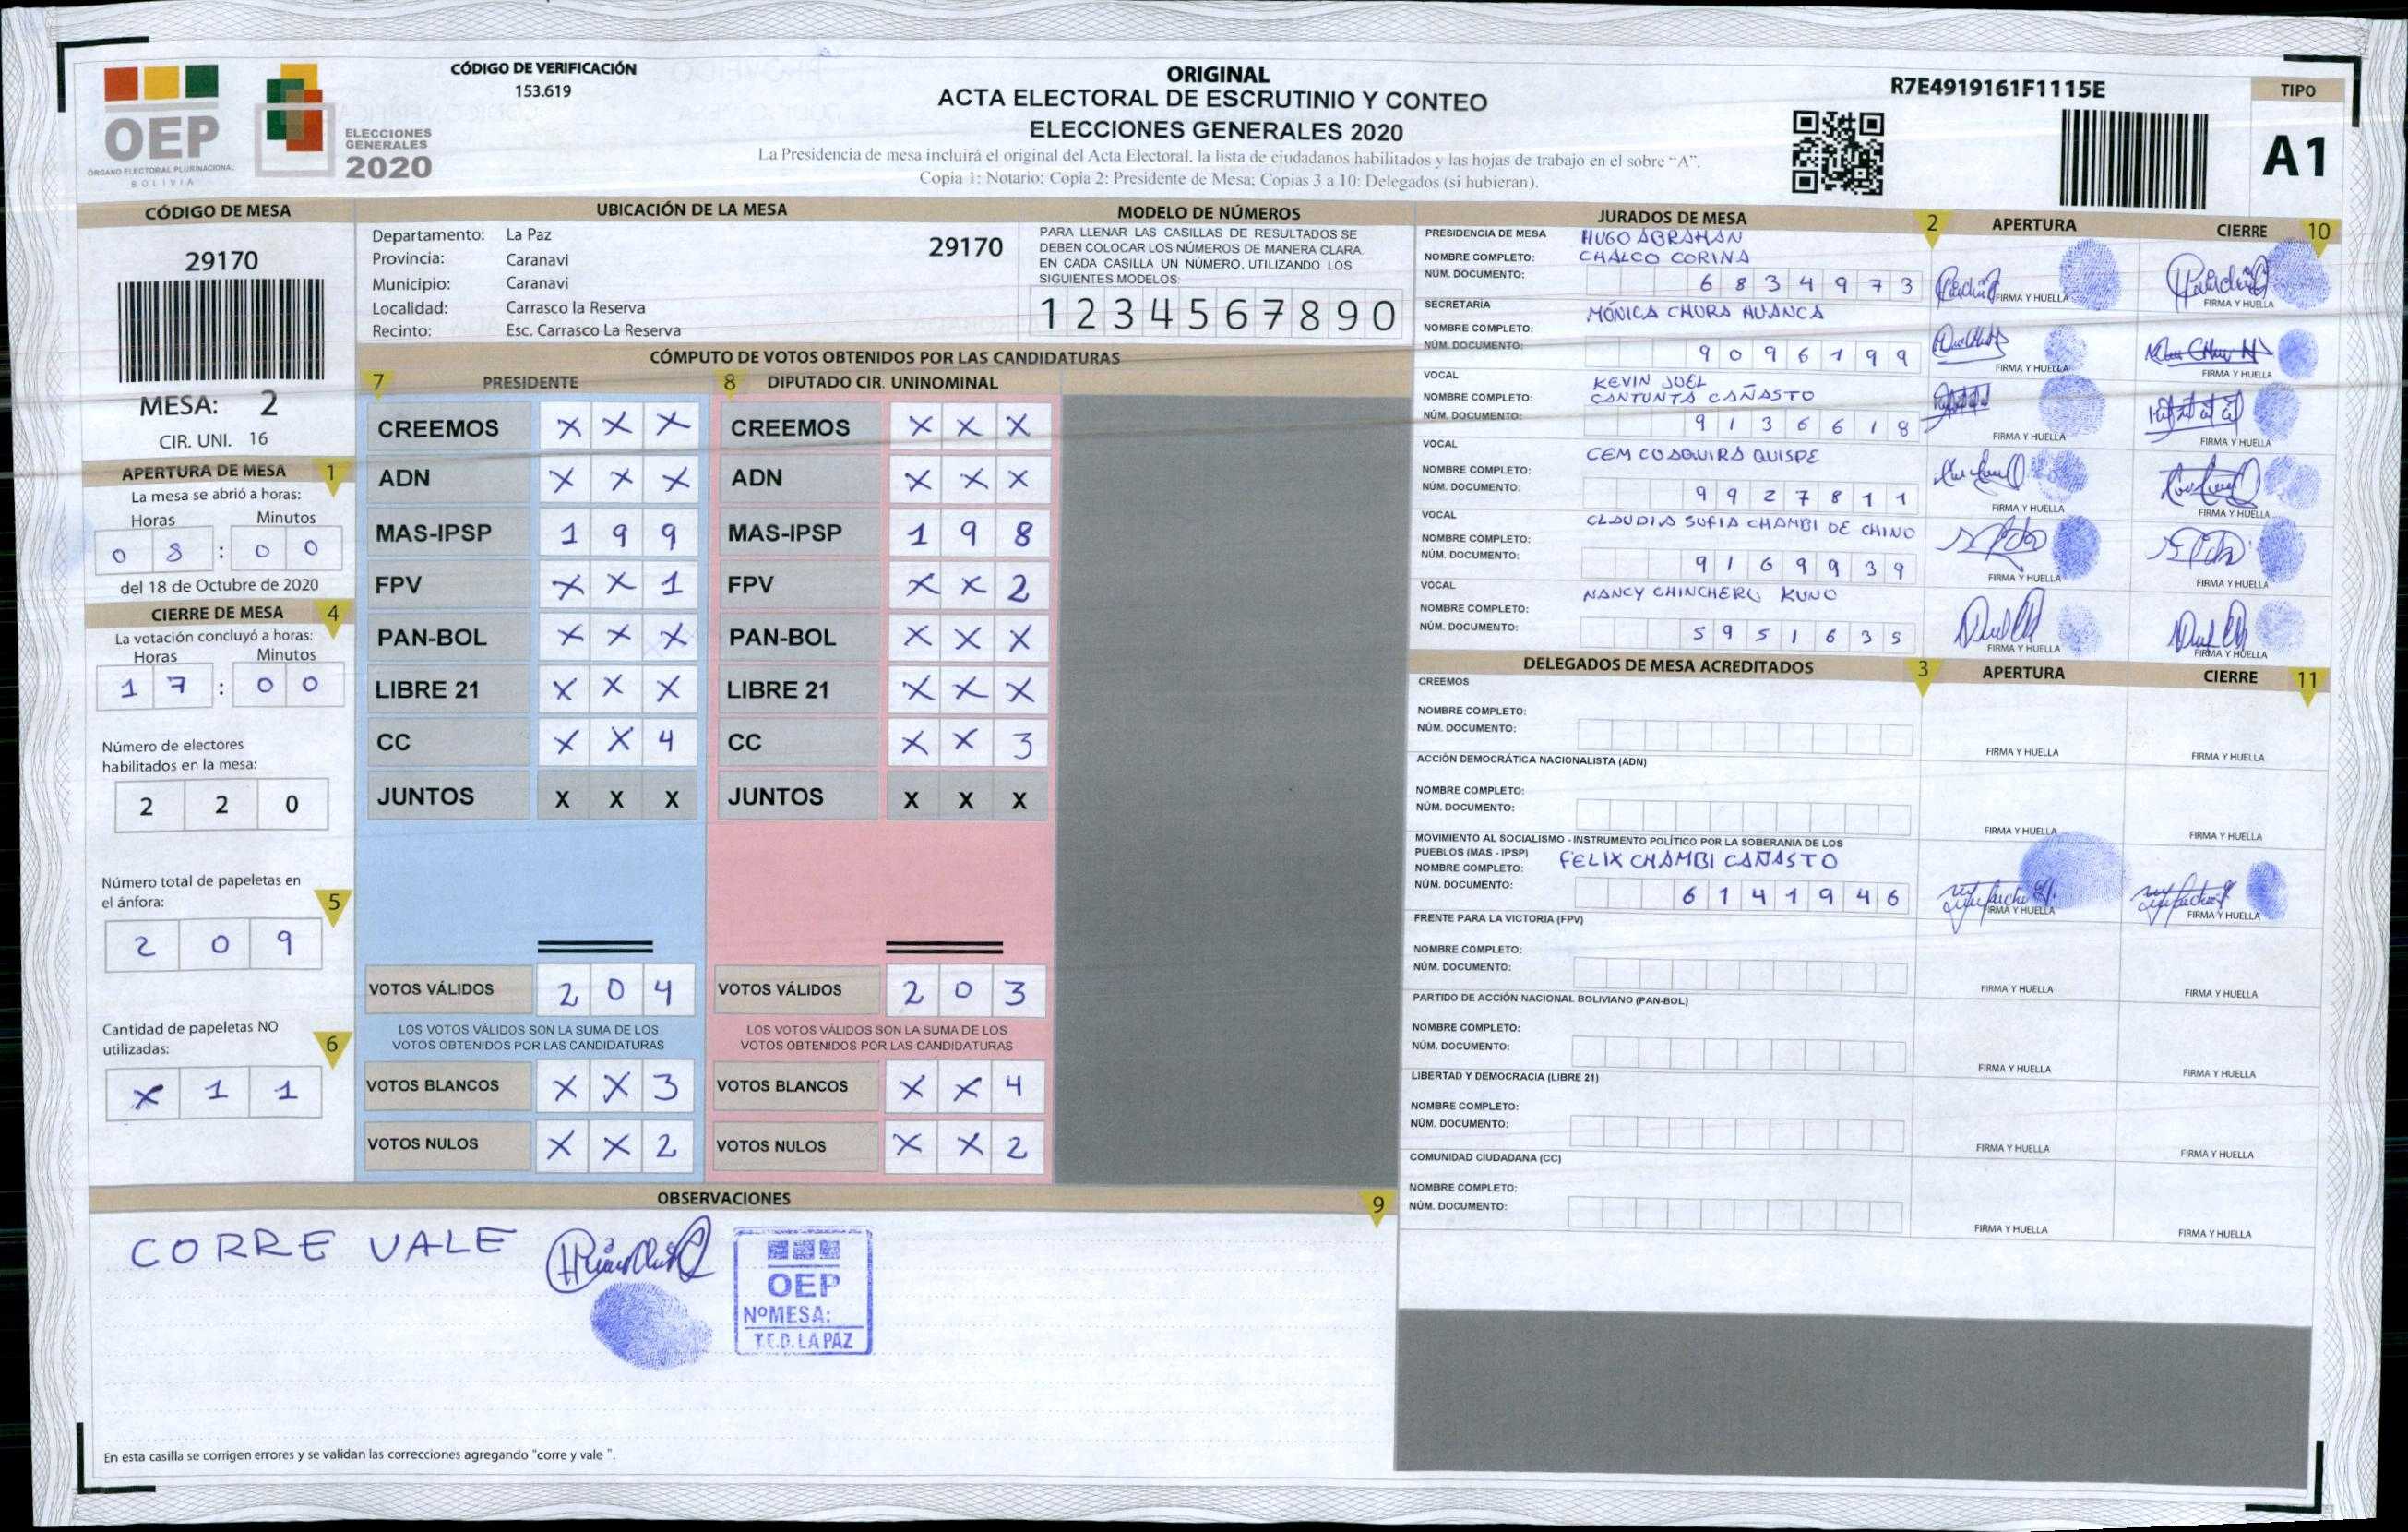 OEP
ÓRGANO ELECTORAL PLURINACIONAL
BOLIVIA
ELECCIONES
GENERALES
2020
CÓDIGO DE VERIFICACIÓN
153.619
ORIGINAL
ACTA ELECTORAL DE ESCRUTINIO Y CONTEO
ELECCIONES GENERALES 2020
La Presidencia de mesa incluirá el original del Acta Electoral, la lista de ciudadanos habilitados y las hojas de trabajo en el sobre “A”.
Copia 1: Notario; Copia 2: Presidente de Mesa; Copias 3 a 10: Delegados (si hubieran).
R7E4919161F1115E
TIPO
A1
CÓDIGO DE MESA
29170
MESA: 2
CIR. UNI. 16
APERTURA DE MESA 1
La mesa se abrió a horas:
Horas Minutos
0 8 : 0 0
del 18 de Octubre de 2020
CIERRE DE MESA 4
La votación concluyó a horas:
Horas Minutos
1 7 : 0 0
Número de electores
habilitados en la mesa:
2 2 0
Número total de papeletas en
el ánfora: 5
2 0 9
Cantidad de papeletas NO
utilizadas: 6
X 1 1
UBICACIÓN DE LA MESA
Departamento: La Paz
Provincia: Caranavi
Municipio: Caranavi
Localidad: Carrasco la Reserva
Recinto: Esc. Carrasco La Reserva
29170
MODELO DE NÚMEROS
PARA LLENAR LAS CASILLAS DE RESULTADOS SE
DEBEN COLOCAR LOS NÚMEROS DE MANERA CLARA.
EN CADA CASILLA UN NÚMERO, UTILIZANDO LOS
SIGUIENTES MODELOS:
1 2 3 4 5 6 7 8 9 0
CÓMPUTO DE VOTOS OBTENIDOS POR LAS CANDIDATURAS
7 PRESIDENTE
CREEMOS X X X
ADN X X X
MAS-IPSP 1 9 9
FPV X X 1
PAN-BOL X X X
LIBRE 21 X X X
CC X X 4
JUNTOS X X X
VOTOS VÁLIDOS 2 0 4
LOS VOTOS VÁLIDOS SON LA SUMA DE LOS
VOTOS OBTENIDOS POR LAS CANDIDATURAS
VOTOS BLANCOS X X 3
VOTOS NULOS X X 2
8 DIPUTADO CIR. UNINOMINAL
CREEMOS X X X
ADN X X X
MAS-IPSP 1 9 8
FPV X X 2
PAN-BOL X X X
LIBRE 21 X X X
CC X X 3
JUNTOS X X X
VOTOS VÁLIDOS 2 0 3
LOS VOTOS VÁLIDOS SON LA SUMA DE LOS
VOTOS OBTENIDOS POR LAS CANDIDATURAS
VOTOS BLANCOS X X 4
VOTOS NULOS X X 2
JURADOS DE MESA 2 APERTURA CIERRE 10
PRESIDENCIA DE MESA HUGO ABRAHAN
NOMBRE COMPLETO: CHALCO CORINA
NÚM. DOCUMENTO: 6 8 3 4 9 7 3
FIRMA Y HUELLA FIRMA Y HUELLA
SECRETARÍA
NOMBRE COMPLETO: MÓNICA CHURA HUANCA
NÚM. DOCUMENTO: 9 0 9 6 1 9 9
FIRMA Y HUELLA FIRMA Y HUELLA
VOCAL KEVIN JOEL
NOMBRE COMPLETO: CANTUNTA CAÑASTO
NÚM. DOCUMENTO: 9 1 3 6 6 1 8
FIRMA Y HUELLA FIRMA Y HUELLA
VOCAL
NOMBRE COMPLETO: CEM COAQUIRA QUISPE
NÚM. DOCUMENTO: 9 9 2 7 8 1 1
FIRMA Y HUELLA FIRMA Y HUELLA
VOCAL CLAUDIA SOFIA CHAMBI DE CHINO
NOMBRE COMPLETO:
NÚM. DOCUMENTO: 9 1 6 9 9 3 9
FIRMA Y HUELLA FIRMA Y HUELLA
VOCAL NANCY CHINCHERO KUNO
NOMBRE COMPLETO:
NÚM. DOCUMENTO: 5 9 5 1 6 3 5
FIRMA Y HUELLA FIRMA Y HUELLA
DELEGADOS DE MESA ACREDITADOS 3 APERTURA CIERRE 11
CREEMOS
NOMBRE COMPLETO:
NÚM. DOCUMENTO:
FIRMA Y HUELLA FIRMA Y HUELLA
ACCIÓN DEMOCRÁTICA NACIONALISTA (ADN)
NOMBRE COMPLETO:
NÚM. DOCUMENTO:
FIRMA Y HUELLA FIRMA Y HUELLA
MOVIMIENTO AL SOCIALISMO - INSTRUMENTO POLÍTICO POR LA SOBERANIA DE LOS
PUEBLOS (MAS - IPSP) FELIX CHAMBI CAÑASTO
NOMBRE COMPLETO:
NÚM. DOCUMENTO: 6 1 4 1 9 4 6
FIRMA Y HUELLA FIRMA Y HUELLA
FRENTE PARA LA VICTORIA (FPV)
NOMBRE COMPLETO:
NÚM. DOCUMENTO:
FIRMA Y HUELLA FIRMA Y HUELLA
PARTIDO DE ACCIÓN NACIONAL BOLIVIANO (PAN-BOL)
NOMBRE COMPLETO:
NÚM. DOCUMENTO:
FIRMA Y HUELLA FIRMA Y HUELLA
LIBERTAD Y DEMOCRACIA (LIBRE 21)
NOMBRE COMPLETO:
NÚM. DOCUMENTO:
FIRMA Y HUELLA FIRMA Y HUELLA
COMUNIDAD CIUDADANA (CC)
NOMBRE COMPLETO:
NÚM. DOCUMENTO:
FIRMA Y HUELLA FIRMA Y HUELLA
OBSERVACIONES 9
CORRE VALE
OEP
NºMESA:
T.E.D. LA PAZ
En esta casilla se corrigen errores y se validan las correcciones agregando "corre y vale ".